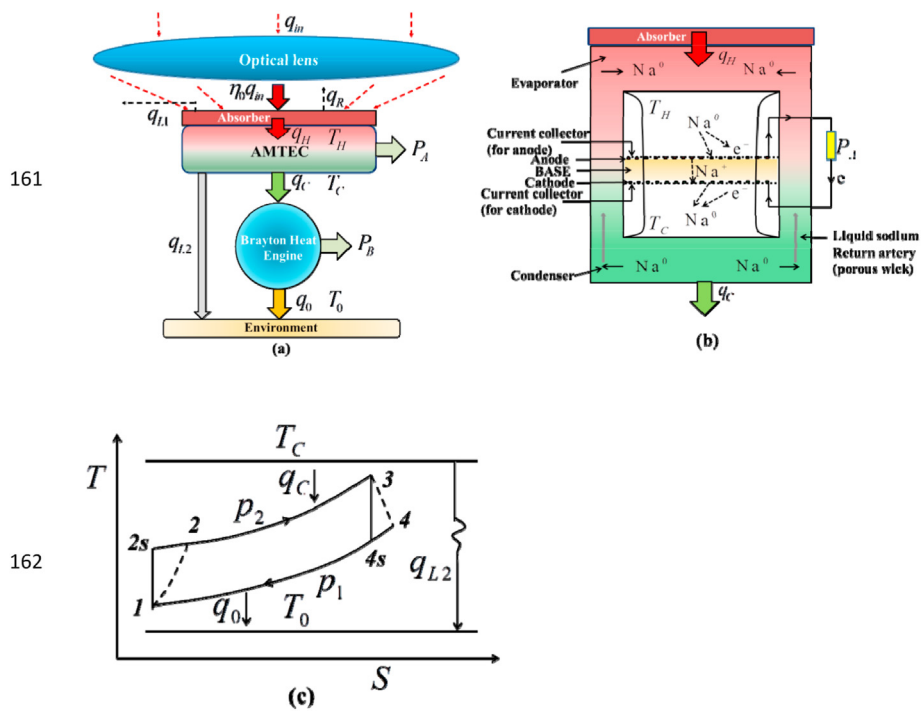 q_in
Optical lens
η₀q_in
q_R
q_L1
Absorber
q_H T_H
AMTEC
P_A
q_C T_C
q_L2
Brayton Heat
Engine
P_B
q_0 T_0
Environment
(a)
161
Absorber
q_H
Evaporator
Na⁰ Na⁰
T_H
Na⁰
e⁻
Current collector
(for anode)
Anode
BASE
Na⁺
Cathode
Current collector
(for cathode)
e⁻
Na⁰
T_C
P_A
e
Liquid sodium
Return artery
(porous wick)
Condenser
Na⁰ Na⁰
q_C
(b)
162
T
T_C
q_C
3
2
p_2
4
2s
4s
q_L2
p_1
1
q_0
T_0
S
(c)